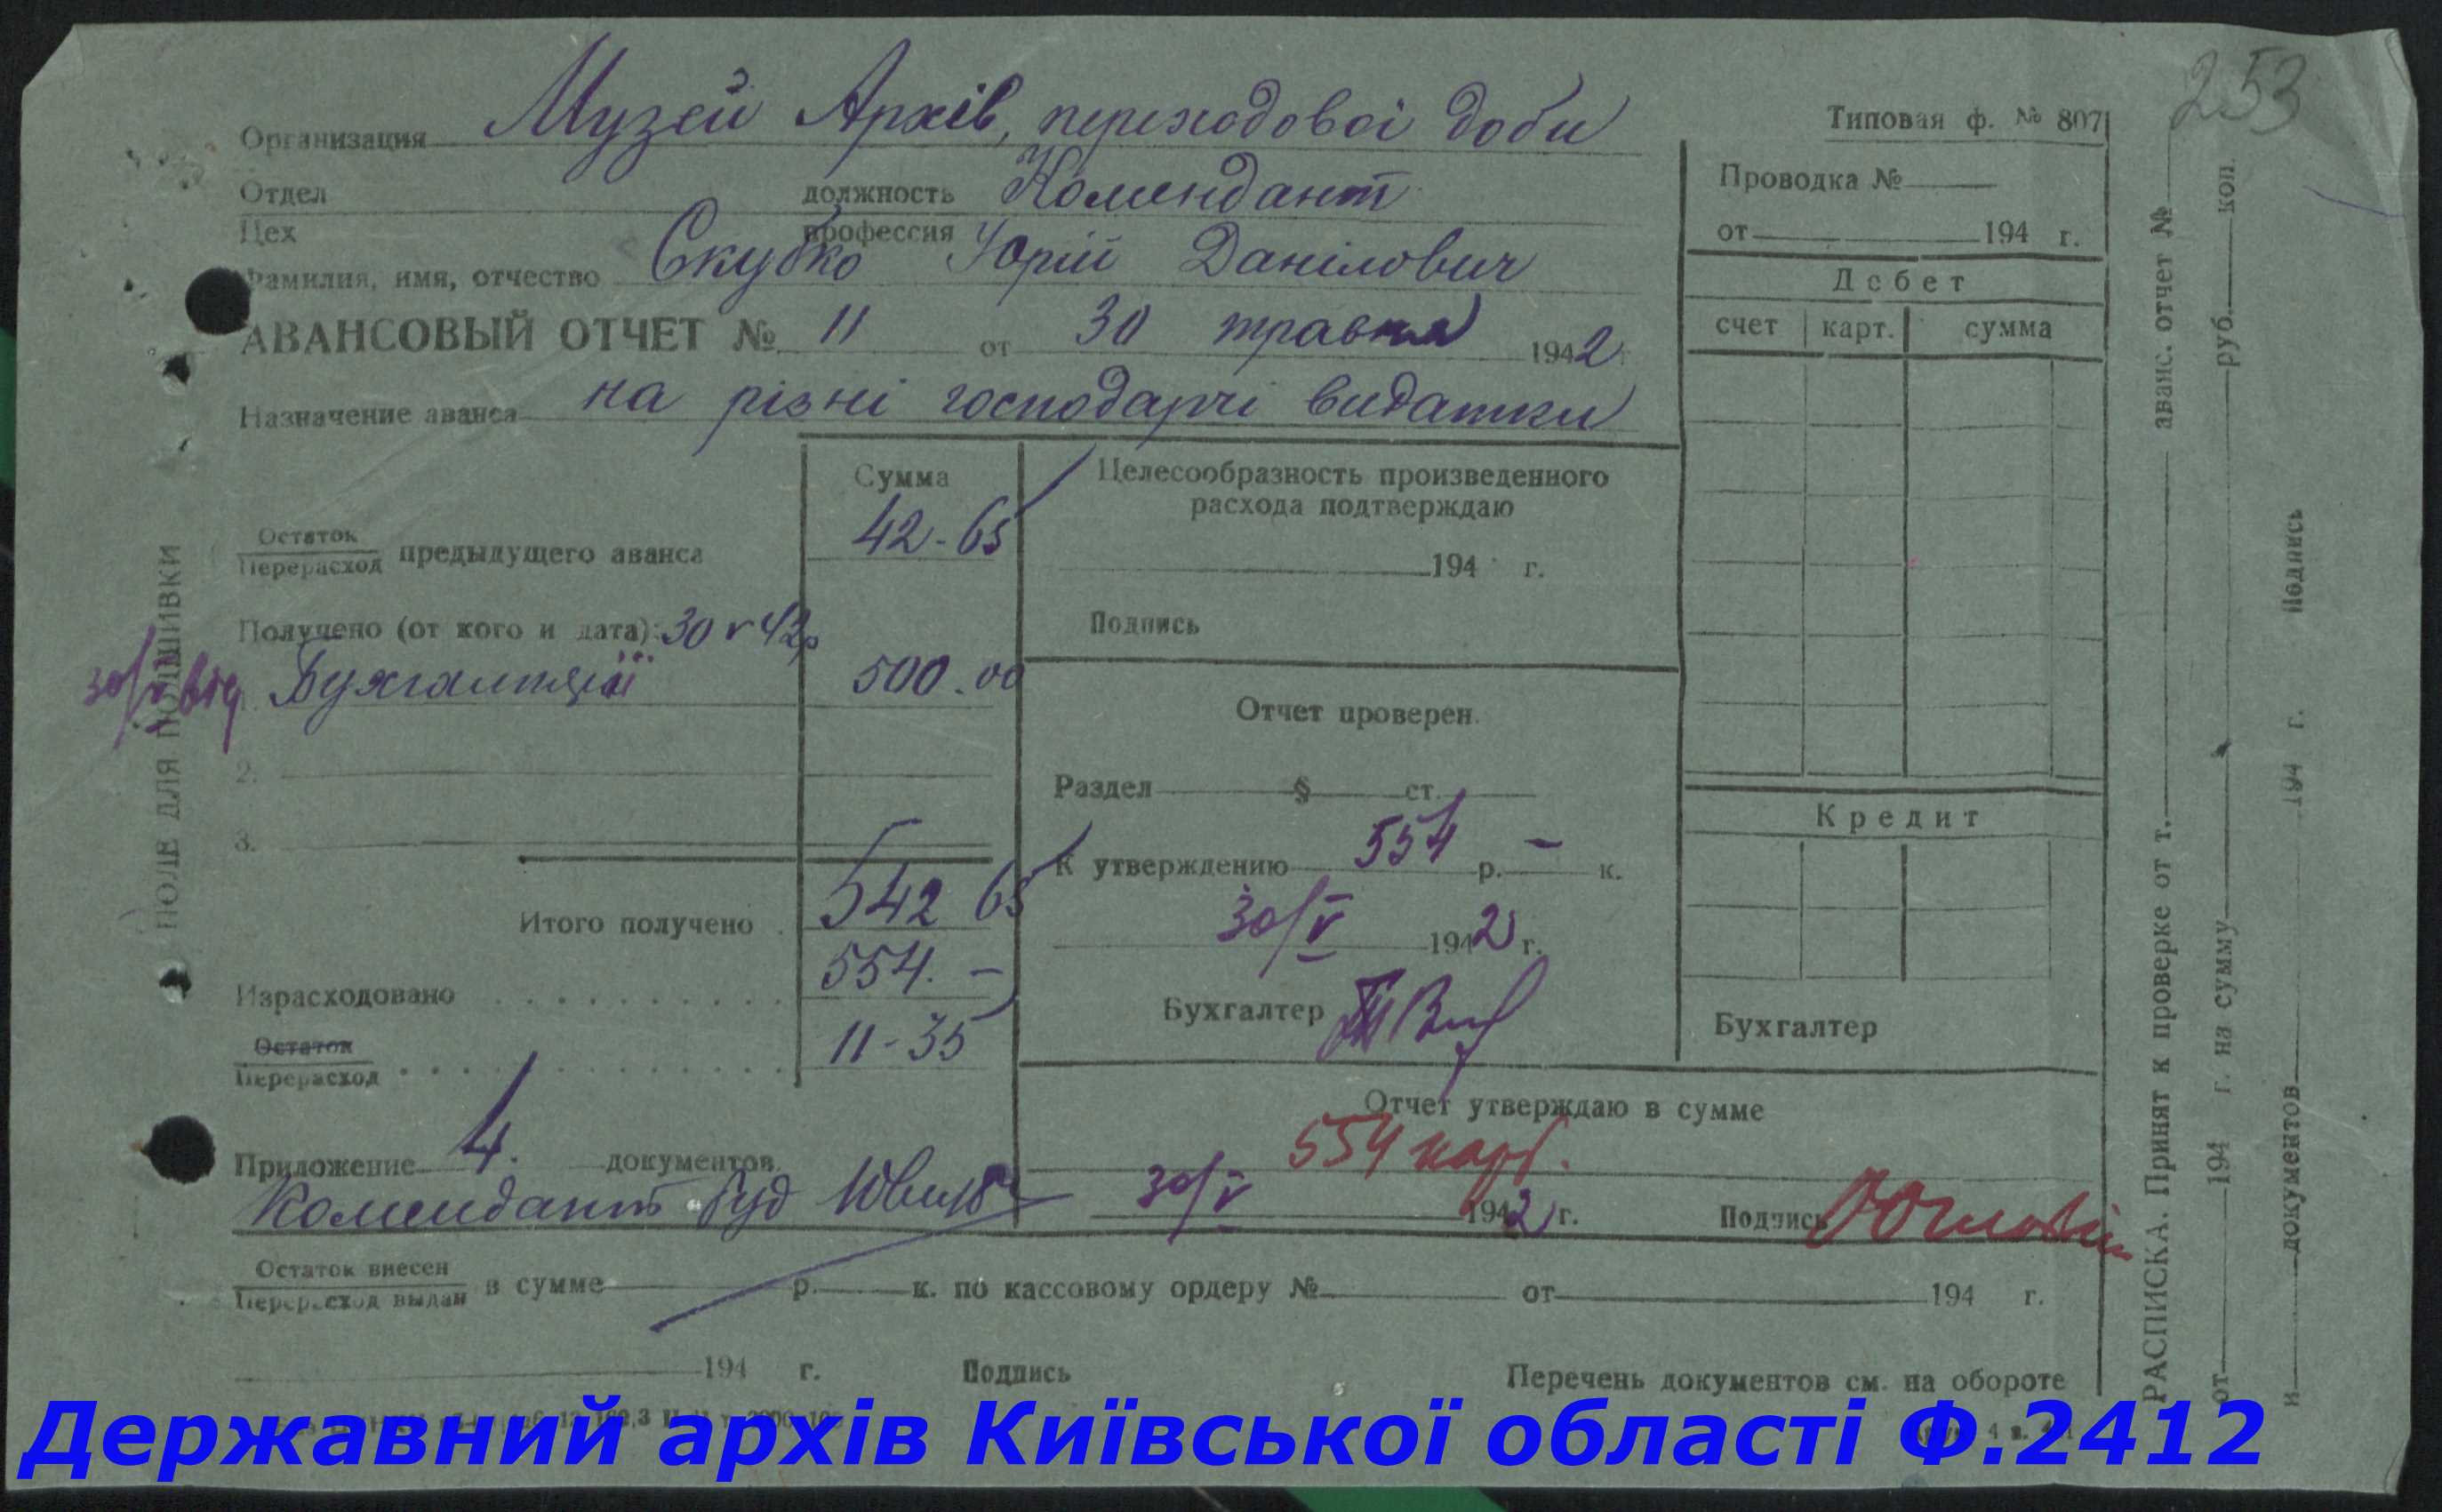 253
Типовая ф. № 807
Организация Музей Архів, переходової доби
Отдел должность Комендант
Цех профессия
Фамилия, имя, отчество Скубко Юрій Данілович
АВАНСОВЫЙ ОТЧЕТ № 11 от 30 травня 1942
Назначение аванса на різні господарчі видатки
Сумма
Остаток
Перерасход предыдущего аванса 42-65
Получено (от кого и дата): 30 V 42р
30/V від Бухгалтерії 500.00
2.
3.
Итого получено 542 65
Израсходовано 554.-
Остаток
Перерасход 11-35
Приложение 4. документов
Комендант буд
Целесообразность произведенного
расхода подтверждаю
194 г.
Подпись
Отчет проверен.
Раздел § ст.
К утверждению 554 р. - к.
30/V 1942 г.
Бухгалтер
Отчет утверждаю в сумме
554 карб.
30/V 1942 г. Подпись
Проводка №
от 194 г.
Дебет
счет карт. сумма
Кредит
Бухгалтер
Остаток внесен
Перерасход выдан в сумме р. к. по кассовому ордеру № от 194 г.
194 г. Подпись Перечень документов см. на обороте
ПОЛЕ ДЛЯ ПОДШИВКИ
РАСПИСКА. Принят к проверке от т. аванс. отчет №
от 194 г. на сумму руб. коп.
и документов 194 г. Подпись
Державний архів Київської області Ф.2412